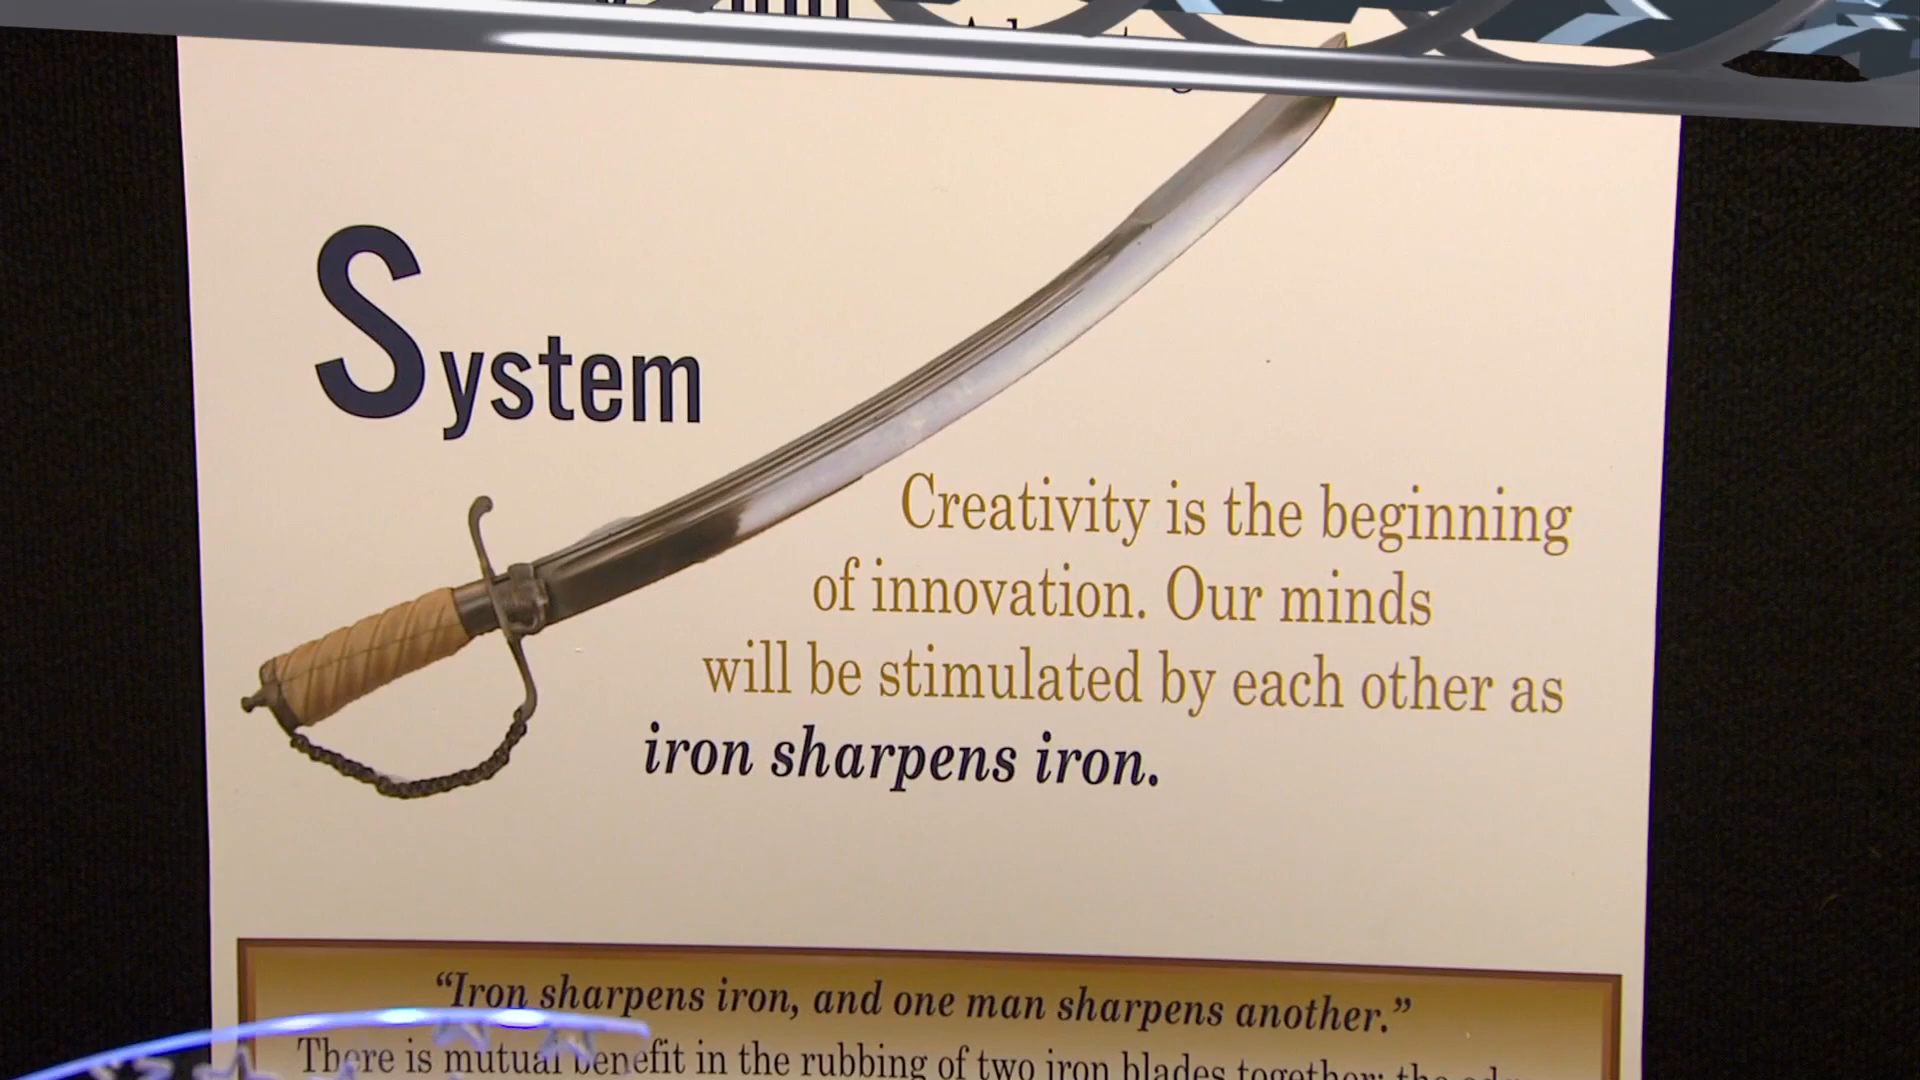 System
Creativity is the beginning
of innovation. Our minds
will be stimulated by each other as
iron sharpens iron.
“Iron sharpens iron, and one man sharpens another.”
There is mutual benefit in the rubbing of two iron blades together; the